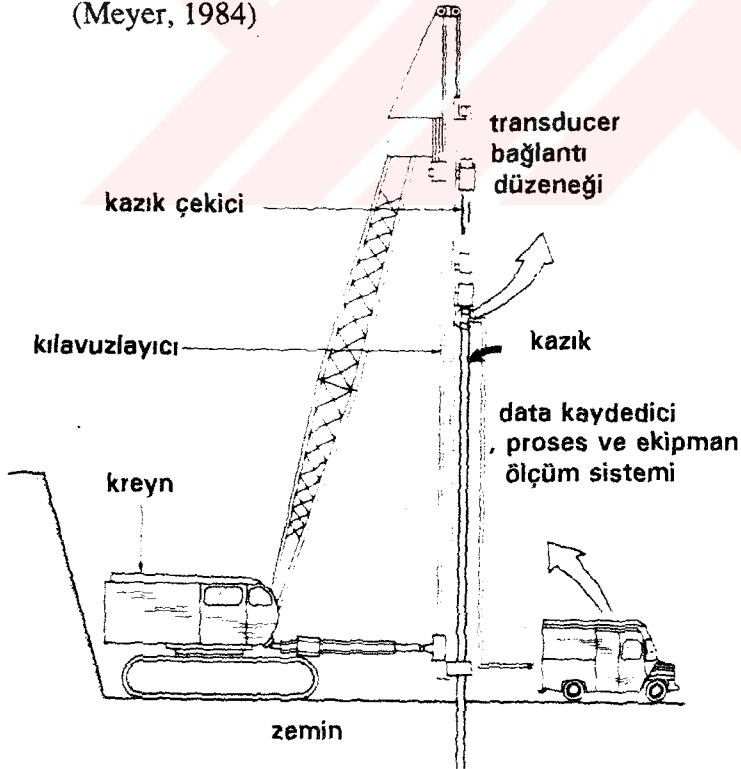 (Meyer, 1984)
transducer
bağlantı
düzeneği
kazık çekici
kılavuzlayıcı
kazık
data kaydedici
, proses ve ekipman
ölçüm sistemi
kreyn
zemin